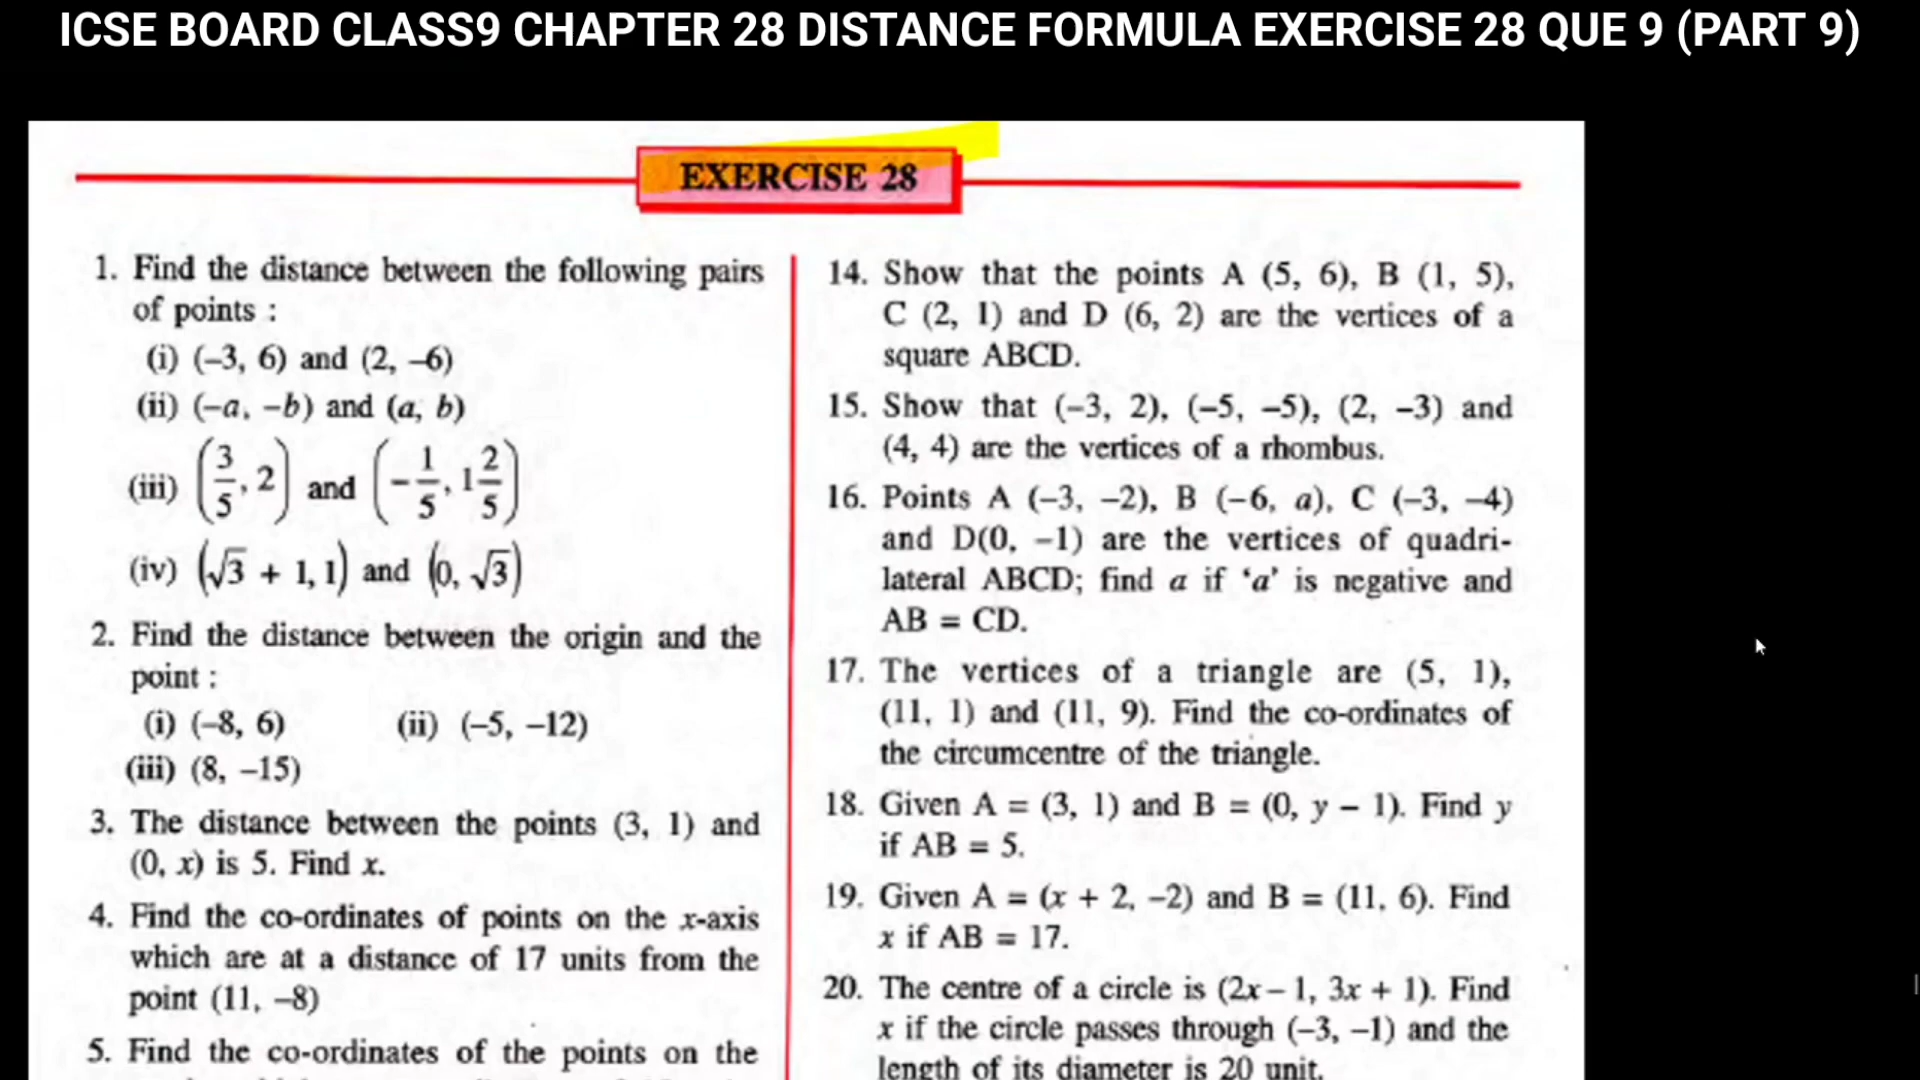 ICSE BOARD CLASS9 CHAPTER 28 DISTANCE FORMULA EXERCISE 28 QUE 9 (PART 9)
EXERCISE 28
1. Find the distance between the following pairs
of points :
(i) (–3, 6) and (2, –6)
(ii) (–a, –b) and (a, b)
(iii) (3/5, 2) and (–1/5, 1 2/5)
(iv) (√3 + 1, 1) and (0, √3)
2. Find the distance between the origin and the
point :
(i) (–8, 6) (ii) (–5, –12)
(iii) (8, –15)
3. The distance between the points (3, 1) and
(0, x) is 5. Find x.
4. Find the co-ordinates of points on the x-axis
which are at a distance of 17 units from the
point (11, –8)
5. Find the co-ordinates of the points on the
14. Show that the points A (5, 6), B (1, 5),
C (2, 1) and D (6, 2) are the vertices of a
square ABCD.
15. Show that (–3, 2), (–5, –5), (2, –3) and
(4, 4) are the vertices of a rhombus.
16. Points A (–3, –2), B (–6, a), C (–3, –4)
and D(0, –1) are the vertices of quadri-
lateral ABCD; find a if ‘a’ is negative and
AB = CD.
17. The vertices of a triangle are (5, 1),
(11, 1) and (11, 9). Find the co-ordinates of
the circumcentre of the triangle.
18. Given A = (3, 1) and B = (0, y – 1). Find y
if AB = 5.
19. Given A = (x + 2, –2) and B = (11, 6). Find
x if AB = 17.
20. The centre of a circle is (2x – 1, 3x + 1). Find
x if the circle passes through (–3, –1) and the
length of its diameter is 20 unit.